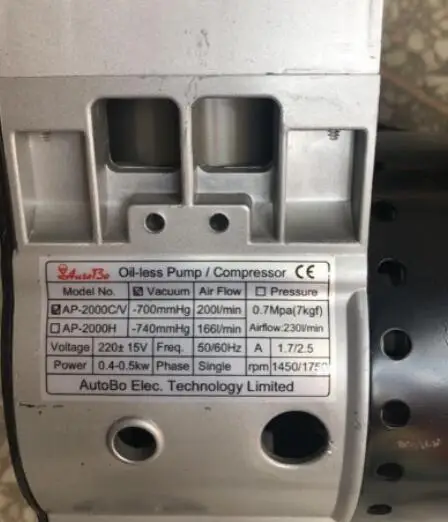 AutoBo Oil-less Pump / Compressor CE
Model No. ☑ Vacuum Air Flow ☐ Pressure
☑ AP-2000C/V -700mmHg 200l/min 0.7Mpa(7kgf)
☐ AP-2000H -740mmHg 166l/min Airflow:230l/min
Voltage 220± 15V Freq. 50/60Hz A 1.7/2.5
Power 0.4-0.5kw Phase Single rpm 1450/1750
AutoBo Elec. Technology Limited